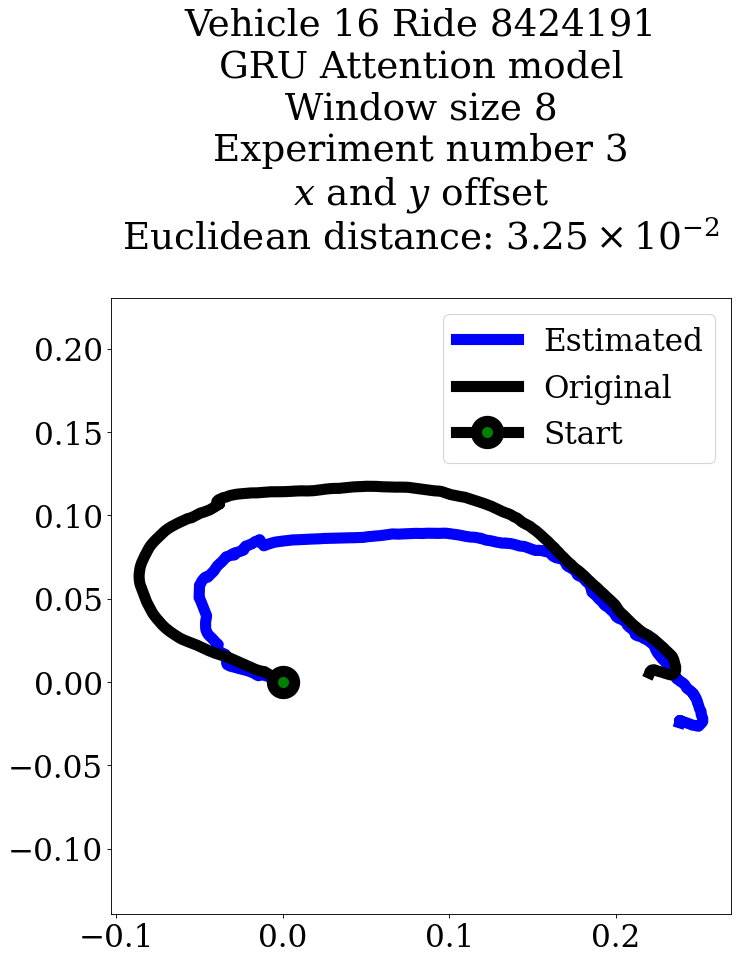 Vehicle 16 Ride 8424191
GRU Attention model
Window size 8
Experiment number 3
x and y offset
Euclidean distance: 3.25 × 10⁻²
Estimated
Original
Start
0.20
0.15
0.10
0.05
0.00
−0.05
−0.10
−0.1
0.0
0.1
0.2